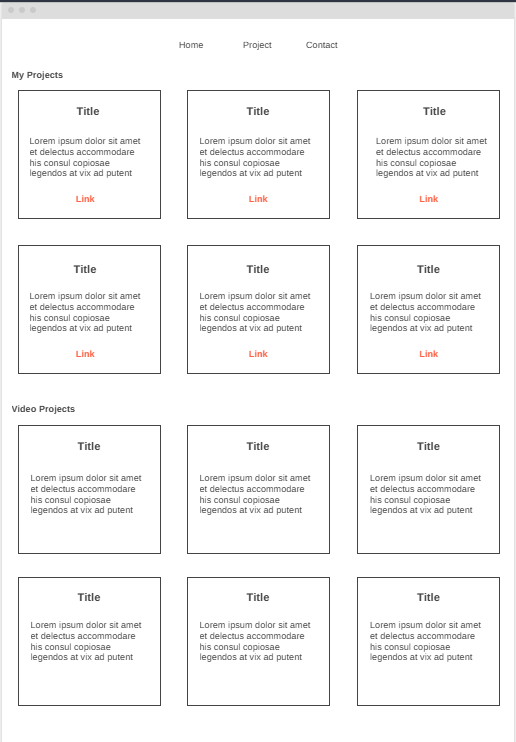 Home Project Contact
My Projects
Title
Lorem ipsum dolor sit amet
et delectus accommodare
his consul copiosae
legendos at vix ad putent
Link
Title
Lorem ipsum dolor sit amet
et delectus accommodare
his consul copiosae
legendos at vix ad putent
Link
Title
Lorem ipsum dolor sit amet
et delectus accommodare
his consul copiosae
legendos at vix ad putent
Link
Title
Lorem ipsum dolor sit amet
et delectus accommodare
his consul copiosae
legendos at vix ad putent
Link
Title
Lorem ipsum dolor sit amet
et delectus accommodare
his consul copiosae
legendos at vix ad putent
Link
Title
Lorem ipsum dolor sit amet
et delectus accommodare
his consul copiosae
legendos at vix ad putent
Link
Video Projects
Title
Lorem ipsum dolor sit amet
et delectus accommodare
his consul copiosae
legendos at vix ad putent
Title
Lorem ipsum dolor sit amet
et delectus accommodare
his consul copiosae
legendos at vix ad putent
Title
Lorem ipsum dolor sit amet
et delectus accommodare
his consul copiosae
legendos at vix ad putent
Title
Lorem ipsum dolor sit amet
et delectus accommodare
his consul copiosae
legendos at vix ad putent
Title
Lorem ipsum dolor sit amet
et delectus accommodare
his consul copiosae
legendos at vix ad putent
Title
Lorem ipsum dolor sit amet
et delectus accommodare
his consul copiosae
legendos at vix ad putent